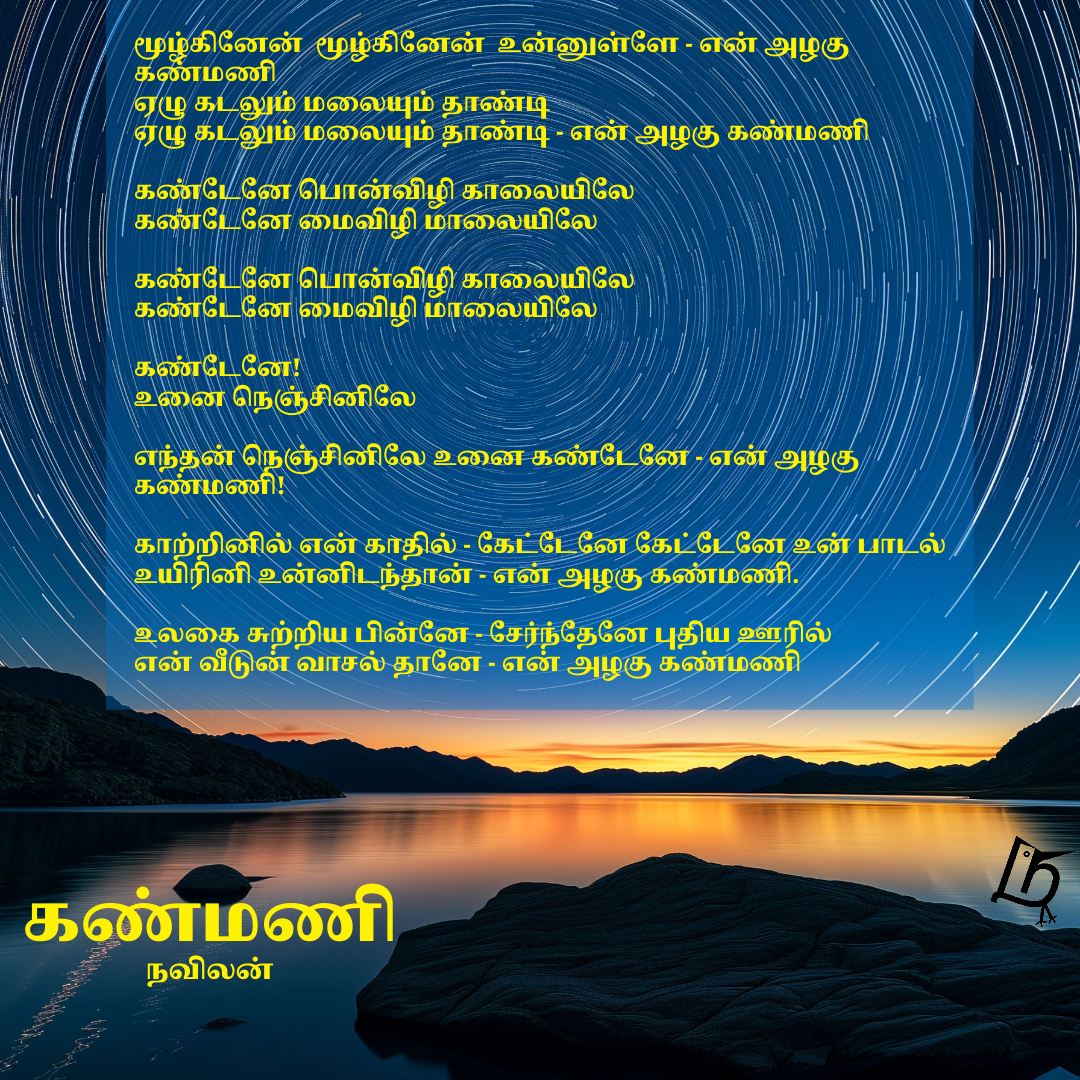 மூழ்கினேன் மூழ்கினேன் உன்னுள்ளே - என் அழகு
கண்மணி
ஏழு கடலும் மலையும் தாண்டி
ஏழு கடலும் மலையும் தாண்டி - என் அழகு கண்மணி
கண்டேனே பொன்விழி காலையிலே
கண்டேனே மைவிழி மாலையிலே
கண்டேனே பொன்விழி காலையிலே
கண்டேனே மைவிழி மாலையிலே
கண்டேனே!
உனை நெஞ்சினிலே
எந்தன் நெஞ்சினிலே உனை கண்டேனே - என் அழகு
கண்மணி!
காற்றினில் என் காதில் - கேட்டேனே கேட்டேனே உன் பாடல்
உயிரினி உன்னிடந்தான் - என் அழகு கண்மணி.
உலகை சுற்றிய பின்னே - சேர்ந்தேனே புதிய ஊரில்
என் வீடுன் வாசல் தானே - என் அழகு கண்மணி
கண்மணி
நவிலன்